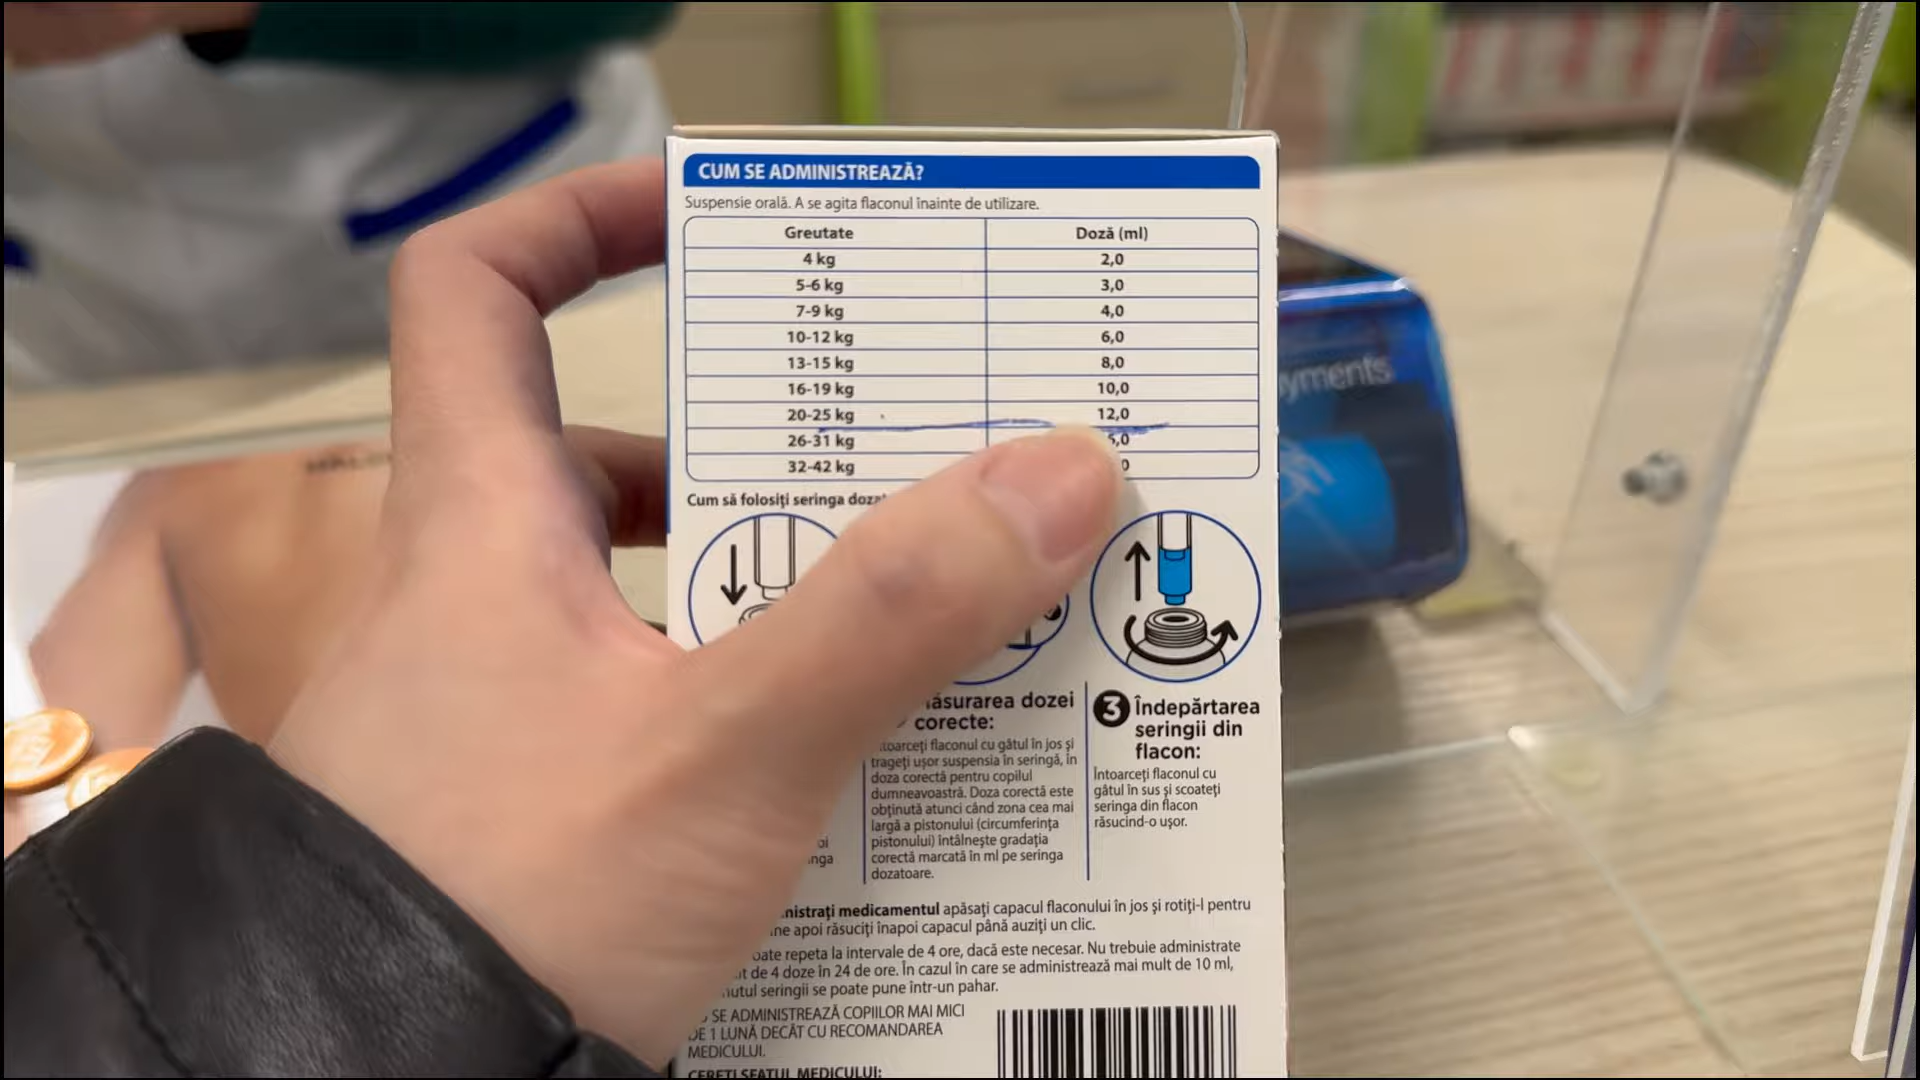 CUM SE ADMINISTREAZĂ?
Suspensie orală. A se agita flaconul înainte de utilizare.
Greutate Doză (ml)
4 kg 2,0
5-6 kg 3,0
7-9 kg 4,0
10-12 kg 6,0
13-15 kg 8,0
16-19 kg 10,0
20-25 kg 12,0
26-31 kg 5,0
32-42 kg 0
Cum să folosiți seringa
corecte:
dozei
flaconul cu gâtul în jos și
trageți ușor suspensia în seringă, în
doza corectă pentru copilul
dumneavoastră. Doza corectă este
obținută atunci când zona cea mai
largă a pistonului (circumferința
pistonului) întâlnește gradația
corectă marcată în ml pe seringa
dozatoare.
3 Îndepărtarea
seringii din
flacon:
Întoarceți flaconul cu
gâtul în sus și scoateți
seringa din flacon
răsucind-o ușor.
medicamentul apăsați capacul flaconului în jos și rotiți-l pentru
apoi răsuciți înapoi capacul până auziți un clic.
repeta la intervale de 4 ore, dacă este necesar. Nu trebuie administrate
de 4 doze în 24 de ore. În cazul în care se administrează mai mult de 10 ml,
seringii se poate pune într-un pahar.
SE ADMINISTREAZĂ COPIILOR MAI MICI
DE 1 LUNĂ DECÂT CU RECOMANDAREA
MEDICULUI.
CEREȚI SFATUL MEDICULUI: